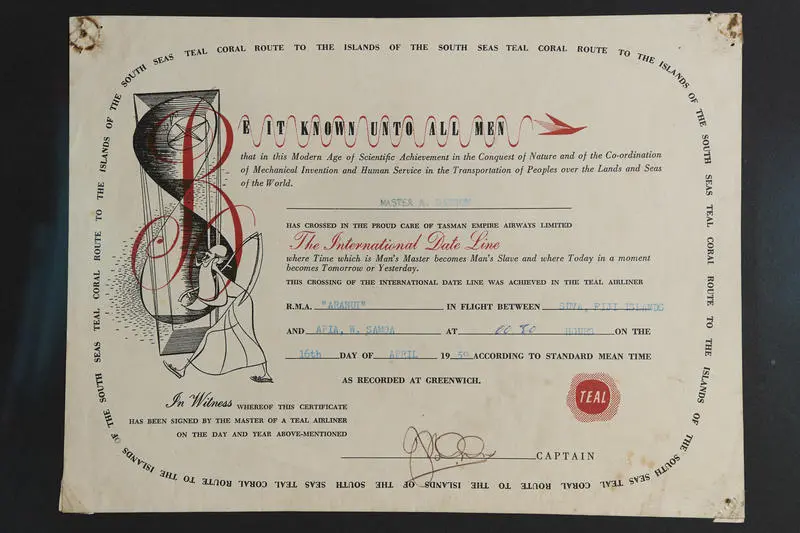 TEAL CORAL ROUTE TO THE ISLANDS OF THE SOUTH SEAS TEAL CORAL ROUTE TO THE ISLANDS OF THE SOUTH SEAS TEAL CORAL ROUTE TO THE ISLANDS OF THE SOUTH SEAS TEAL CORAL ROUTE TO THE ISLANDS OF THE SOUTH SEAS TEAL CORAL ROUTE TO THE ISLANDS OF THE SOUTH SEAS TEAL CORAL ROUTE TO THE ISLANDS OF THE SOUTH SEAS
BE IT KNOWN UNTO ALL MEN
that in this Modern Age of Scientific Achievement in the Conquest of Nature and of the Co-ordination
of Mechanical Invention and Human Service in the Transportation of Peoples over the Lands and Seas
of the World.
MASTER A.
HAS CROSSED IN THE PROUD CARE OF TASMAN EMPIRE AIRWAYS LIMITED
The International Date Line
where Time which is Man's Master becomes Man's Slave and where Today in a moment
becomes Tomorrow or Yesterday.
THIS CROSSING OF THE INTERNATIONAL DATE LINE WAS ACHIEVED IN THE TEAL AIRLINER
R.M.A. "ARANUI" IN FLIGHT BETWEEN SUVA, FIJI ISLANDS
AND APIA, W. SAMOA AT HOURS ON THE
16th DAY OF APRIL 19 ACCORDING TO STANDARD MEAN TIME
AS RECORDED AT GREENWICH.
In Witness WHEREOF THIS CERTIFICATE
HAS BEEN SIGNED BY THE MASTER OF A TEAL AIRLINER
ON THE DAY AND YEAR ABOVE-MENTIONED
TEAL
CAPTAIN